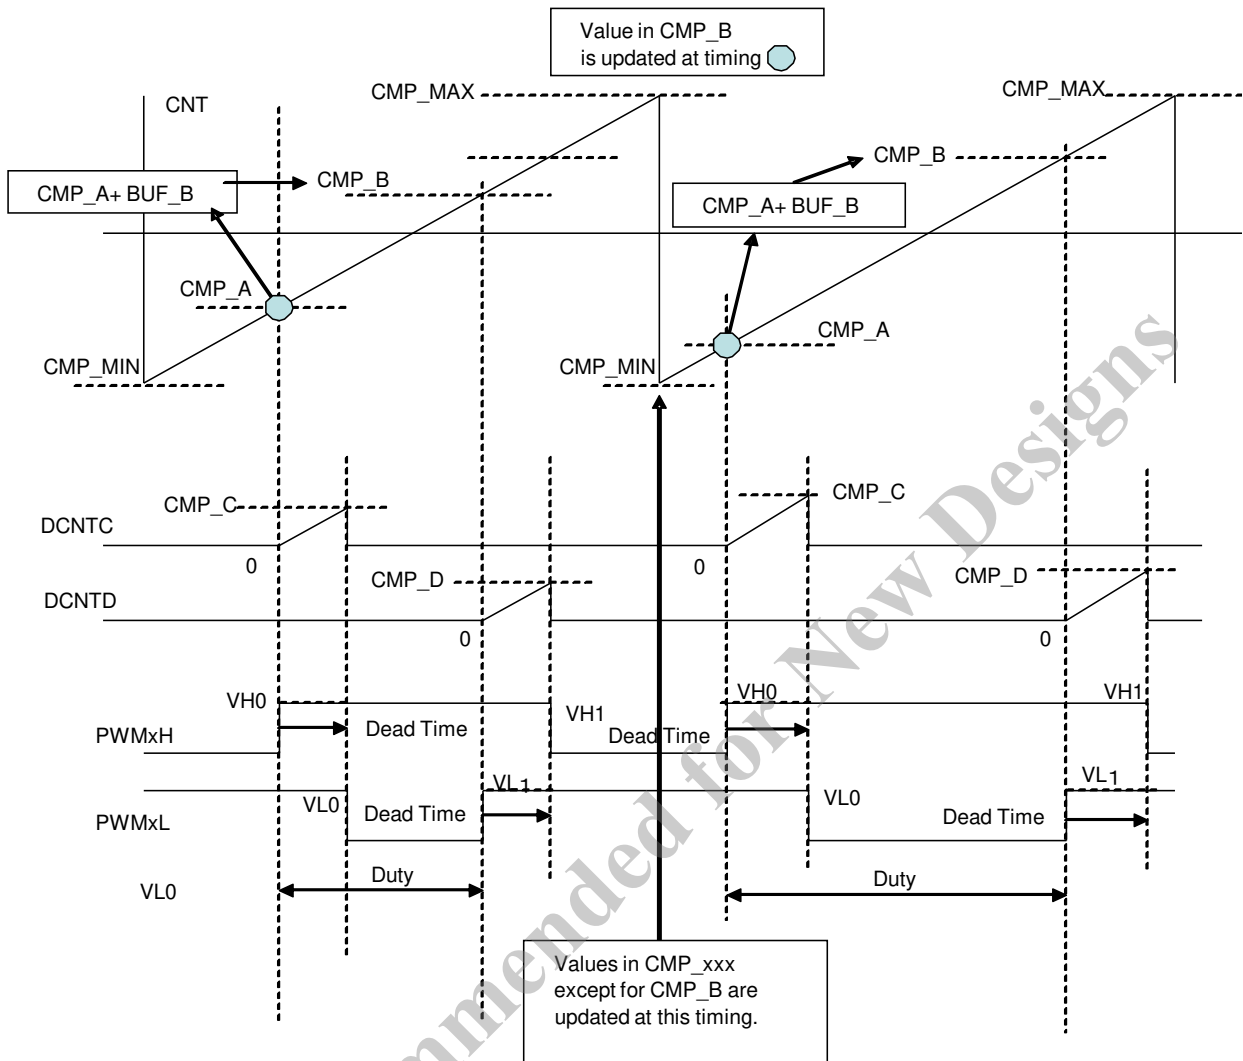 Value in CMP_B
is updated at timing
CNT
CMP_MAX
CMP_MAX
CMP_A+ BUF_B
CMP_B
CMP_B
CMP_A+ BUF_B
CMP_A
CMP_A
CMP_MIN
CMP_MIN
CMP_C
CMP_C
DCNTC
0
0
CMP_D
CMP_D
DCNTD
0
0
VH0
VH1
VH0
VH1
PWMxH
Dead Time
Dead Time
VL0
VL1
VL0
VL1
PWMxL
Dead Time
Dead Time
VL0
Duty
Duty
Values in CMP_xxx
except for CMP_B are
updated at this timing.
mmended for New Designs